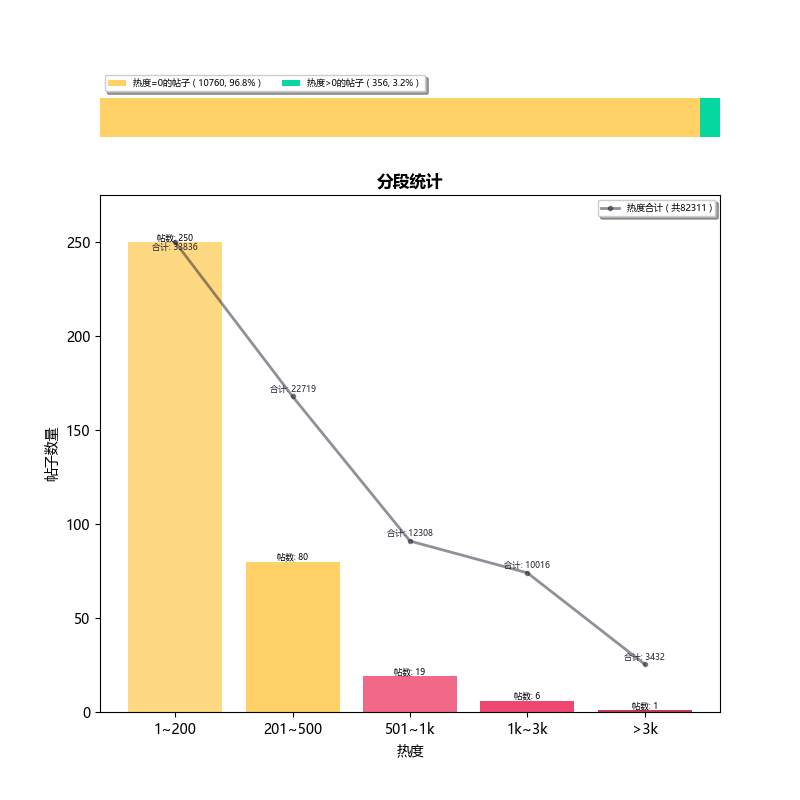 热度=0的帖子 ( 10760, 96.8% ) 热度>0的帖子 ( 356, 3.2% )
分段统计
热度合计 ( 共82311 )
帖数: 250
合计: 33836
合计: 22719
合计: 12308
合计: 10016
合计: 3432
帖数: 80
帖数: 19
帖数: 6
帖数: 1
250
200
150
100
50
0
帖子数量
1~200 201~500 501~1k 1k~3k >3k
热度